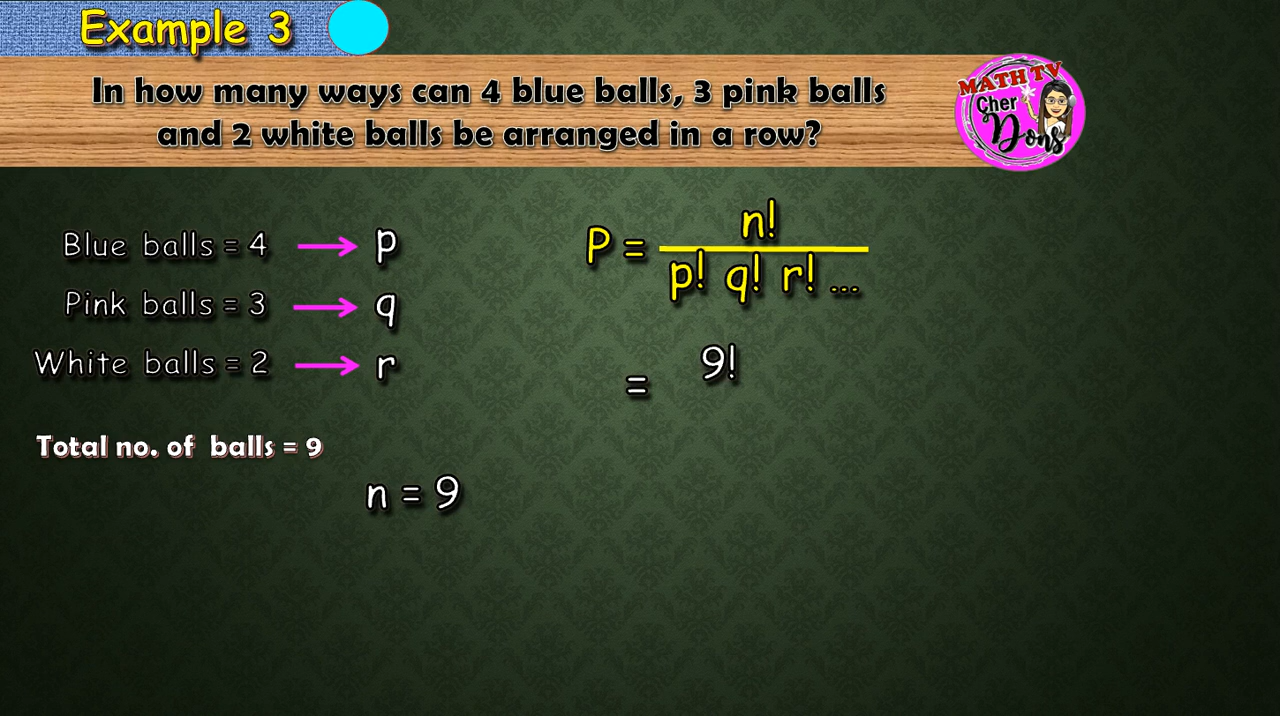 Example 3
In how many ways can 4 blue balls, 3 pink balls
and 2 white balls be arranged in a row?
MATH TV
Cher
Dons
Blue balls = 4 → p
Pink balls = 3 → q
White balls = 2 → r
Total no. of balls = 9
n = 9
P = n!
p! q! r! ...
= 9!